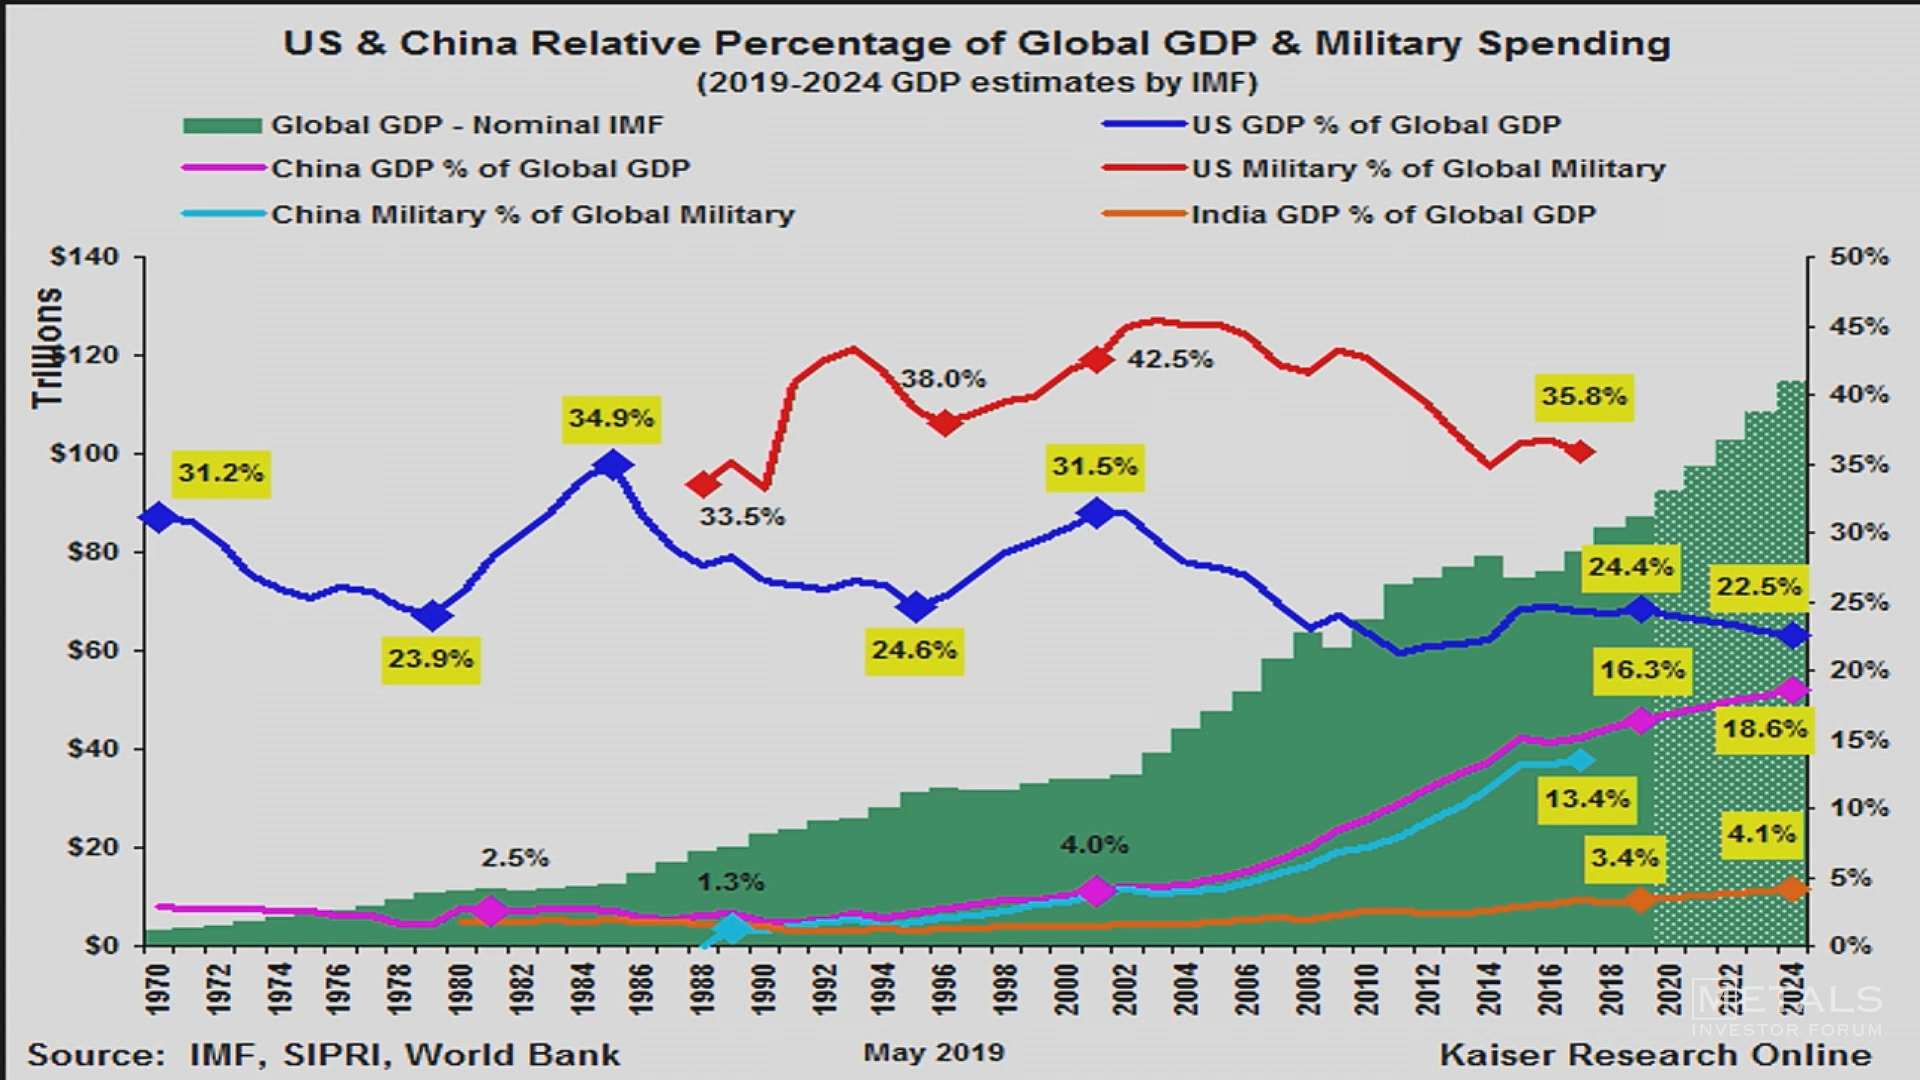 US & China Relative Percentage of Global GDP & Military Spending
(2019-2024 GDP estimates by IMF)
Global GDP - Nominal IMF
US GDP % of Global GDP
China GDP % of Global GDP
US Military % of Global Military
China Military % of Global Military
India GDP % of Global GDP
Trillions
$140
$120
$100
$80
$60
$40
$20
$0
50%
45%
40%
35%
30%
25%
20%
15%
10%
5%
0%
31.2%
34.9%
23.9%
33.5%
38.0%
24.6%
42.5%
31.5%
35.8%
24.4%
22.5%
16.3%
18.6%
13.4%
3.4%
4.1%
2.5%
1.3%
4.0%
1970 1972 1974 1976 1978 1980 1982 1984 1986 1988 1990 1992 1994 1996 1998 2000 2002 2004 2006 2008 2010 2012 2014 2016 2018 2020 2022 2024
METALS
INVESTOR FORUM
Source: IMF, SIPRI, World Bank
May 2019
Kaiser Research Online